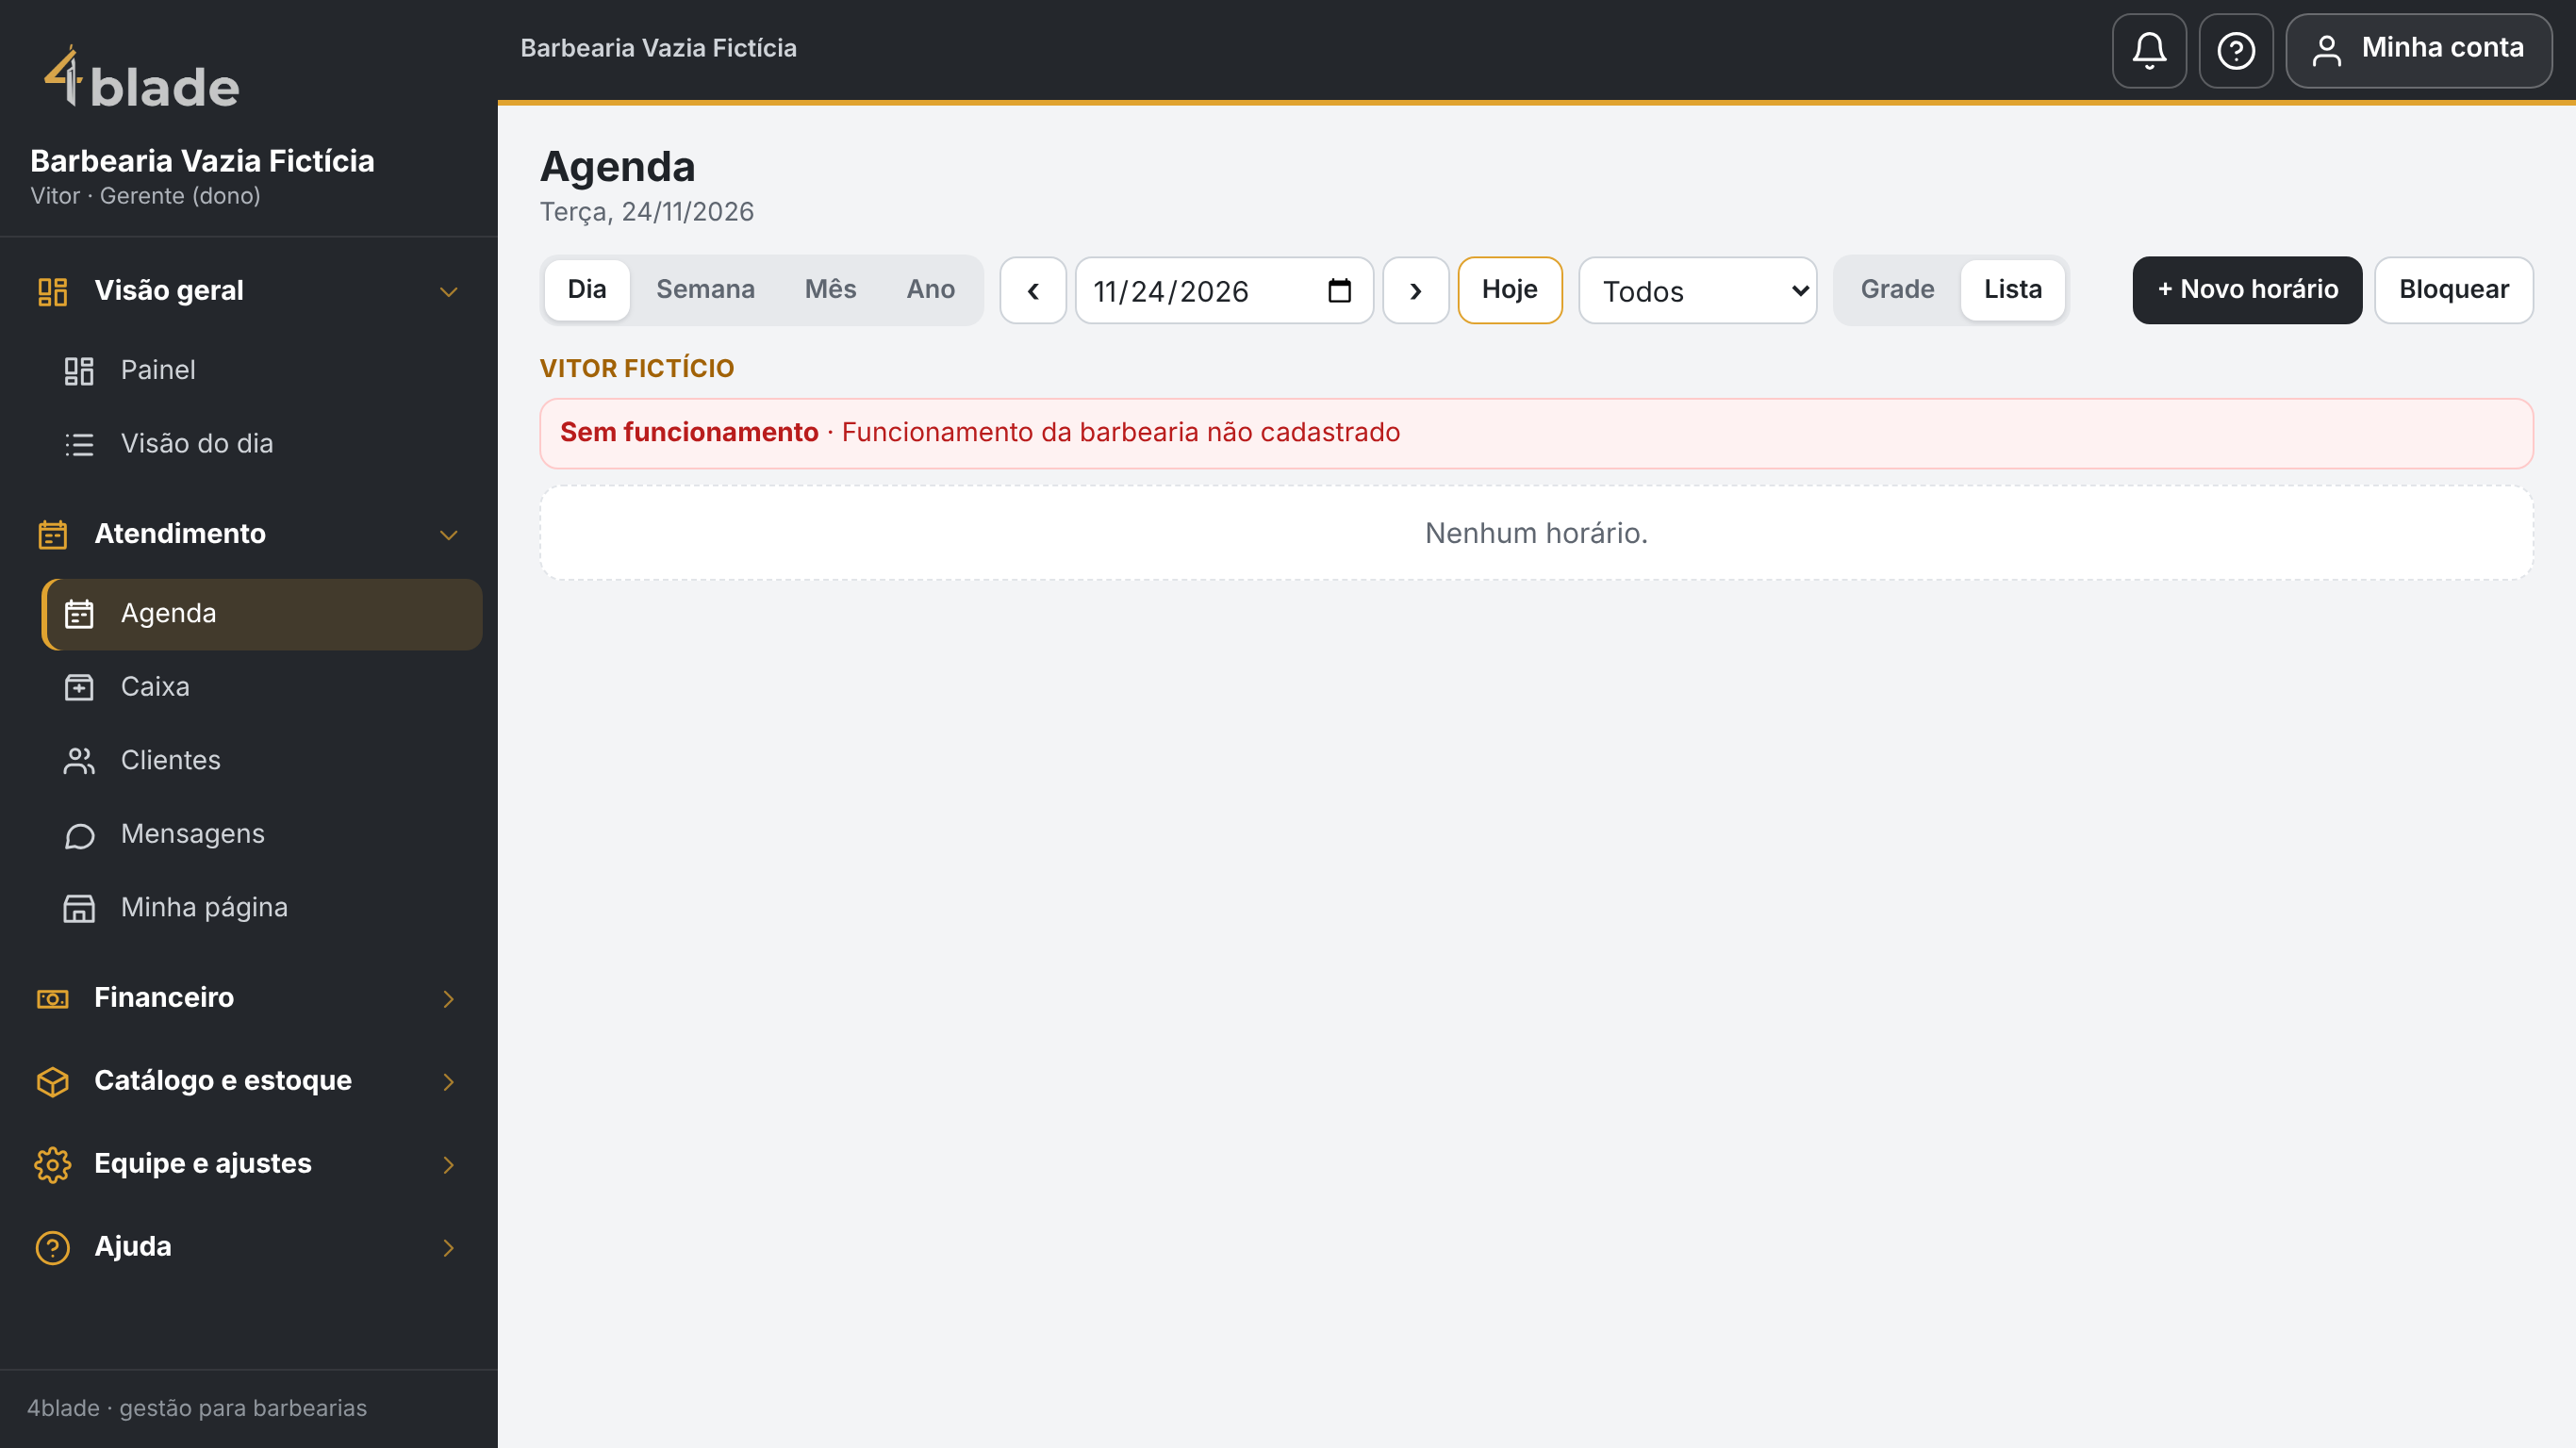 4blade
Barbearia Vazia Fictícia
Vitor · Gerente (dono)
Visão geral
Painel
Visão do dia
Atendimento
Agenda
Caixa
Clientes
Mensagens
Minha página
Financeiro
Catálogo e estoque
Equipe e ajustes
Ajuda
4blade · gestão para barbearias
Barbearia Vazia Fictícia
Minha conta
Agenda
Terça, 24/11/2026
Dia Semana Mês Ano ‹ 11/24/2026 › Hoje Todos Grade Lista + Novo horário Bloquear
VITOR FICTÍCIO
Sem funcionamento · Funcionamento da barbearia não cadastrado
Nenhum horário.